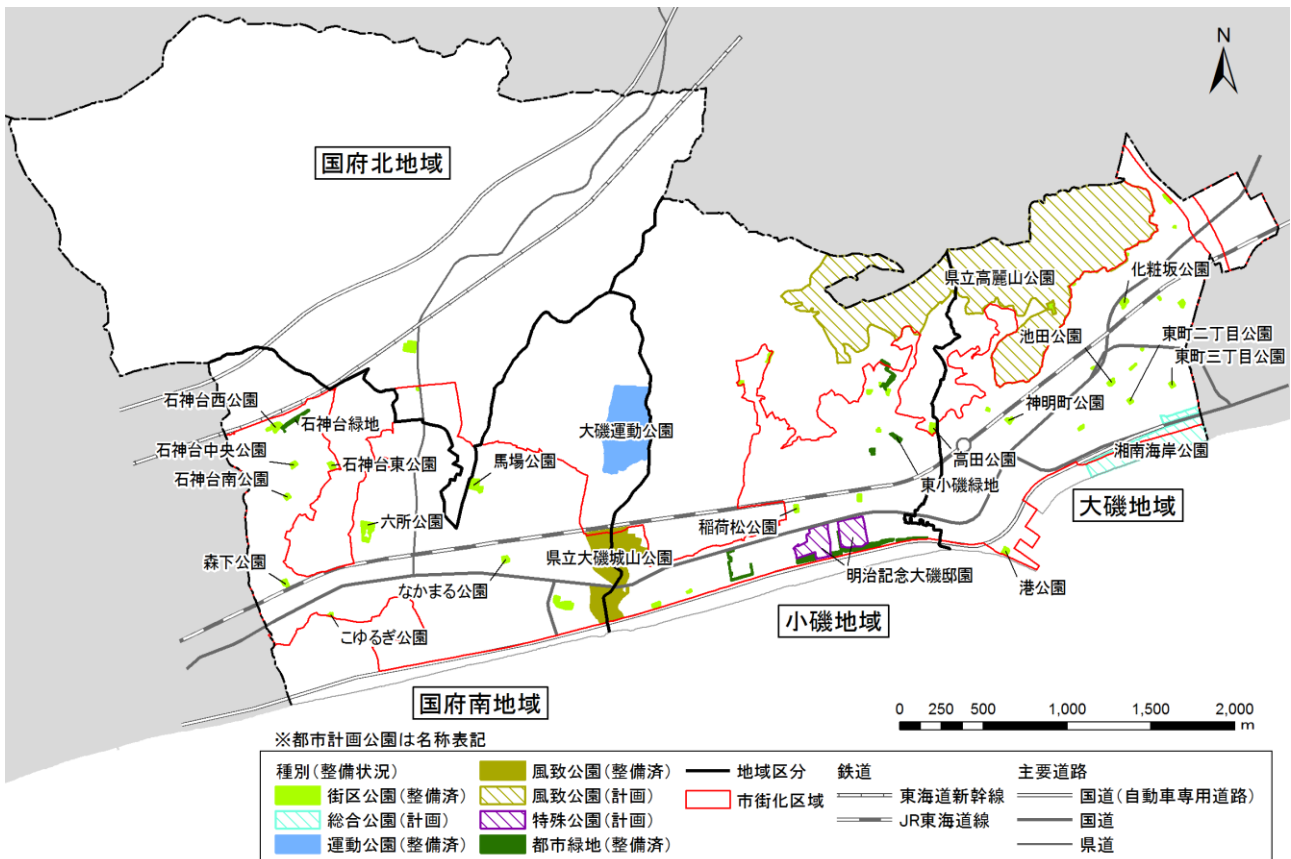 N
国府北地域
県立高麗山公園
化粧坂公園
池田公園
東町二丁目公園
東町三丁目公園
石神台西公園
石神台緑地
大磯運動公園
神明町公園
石神台中央公園
石神台東公園
馬場公園
高田公園
湘南海岸公園
石神台南公園
東小磯緑地
大磯地域
六所公園
稲荷松公園
県立大磯城山公園
森下公園
明治記念大磯邸園
なかまる公園
港公園
小磯地域
こゆるぎ公園
国府南地域
0 250 500 1,000 1,500 2,000
m
※都市計画公園は名称表記
種別(整備状況)
街区公園(整備済)
総合公園(計画)
運動公園(整備済)
風致公園(整備済)
風致公園(計画)
特殊公園(計画)
都市緑地(整備済)
地域区分
市街化区域
鉄道
東海道新幹線
JR東海道線
主要道路
国道(自動車専用道路)
国道
県道